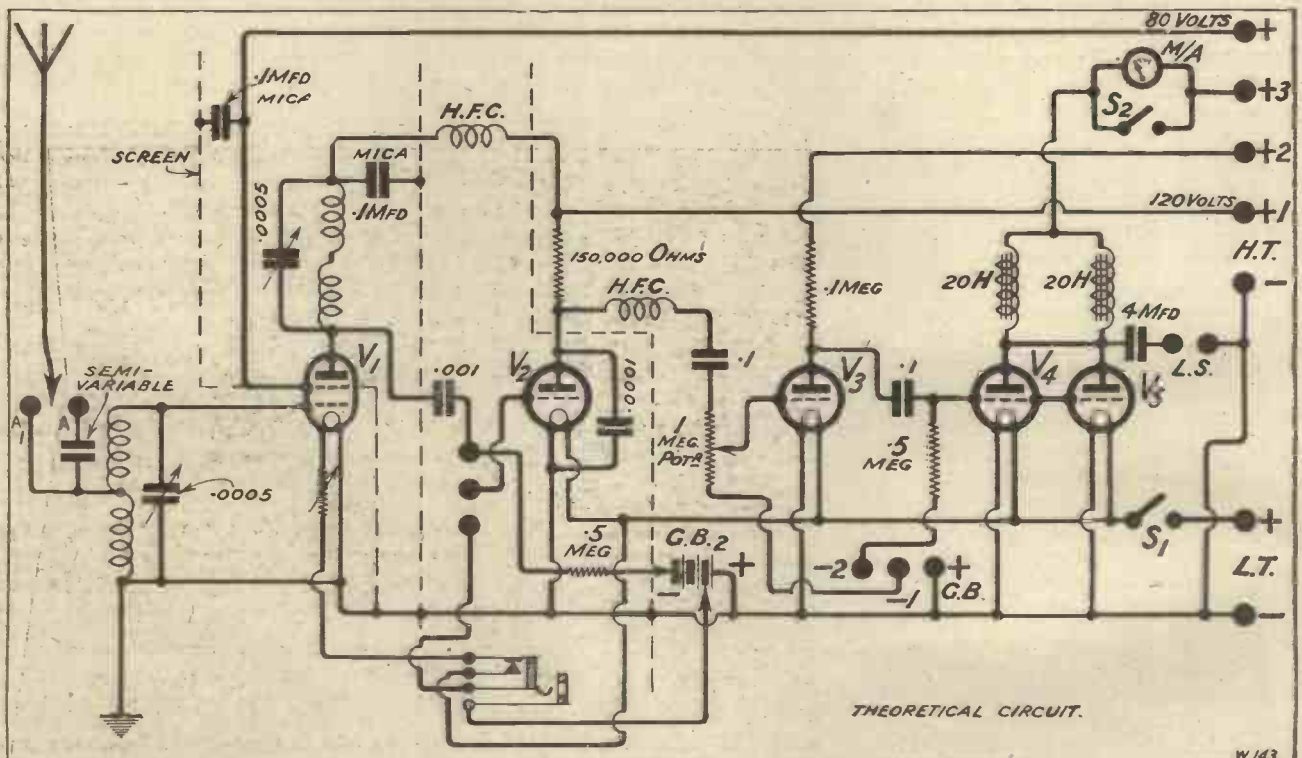 80 VOLTS +
M/A
+3
S2
.1MFD
MICA
H.F.C.
SCREEN
MICA
+2
.1MFD
.0005
120 VOLTS +1
150,000 OHMS
H.T.
H.F.C.
.1MEG
20H
20H
-
4MFD
V1
.001
V2
.0001
.1
V3
.1
V4
V5
L.S.
SEMI-
VARIABLE
A1
A
1
MEG
POTR
.5
MEG
.0005
.5
MEG
G.B.2
+
-
-2
-1
+
G.B.
S1
+
L.T.
-
THEORETICAL CIRCUIT.
W.143